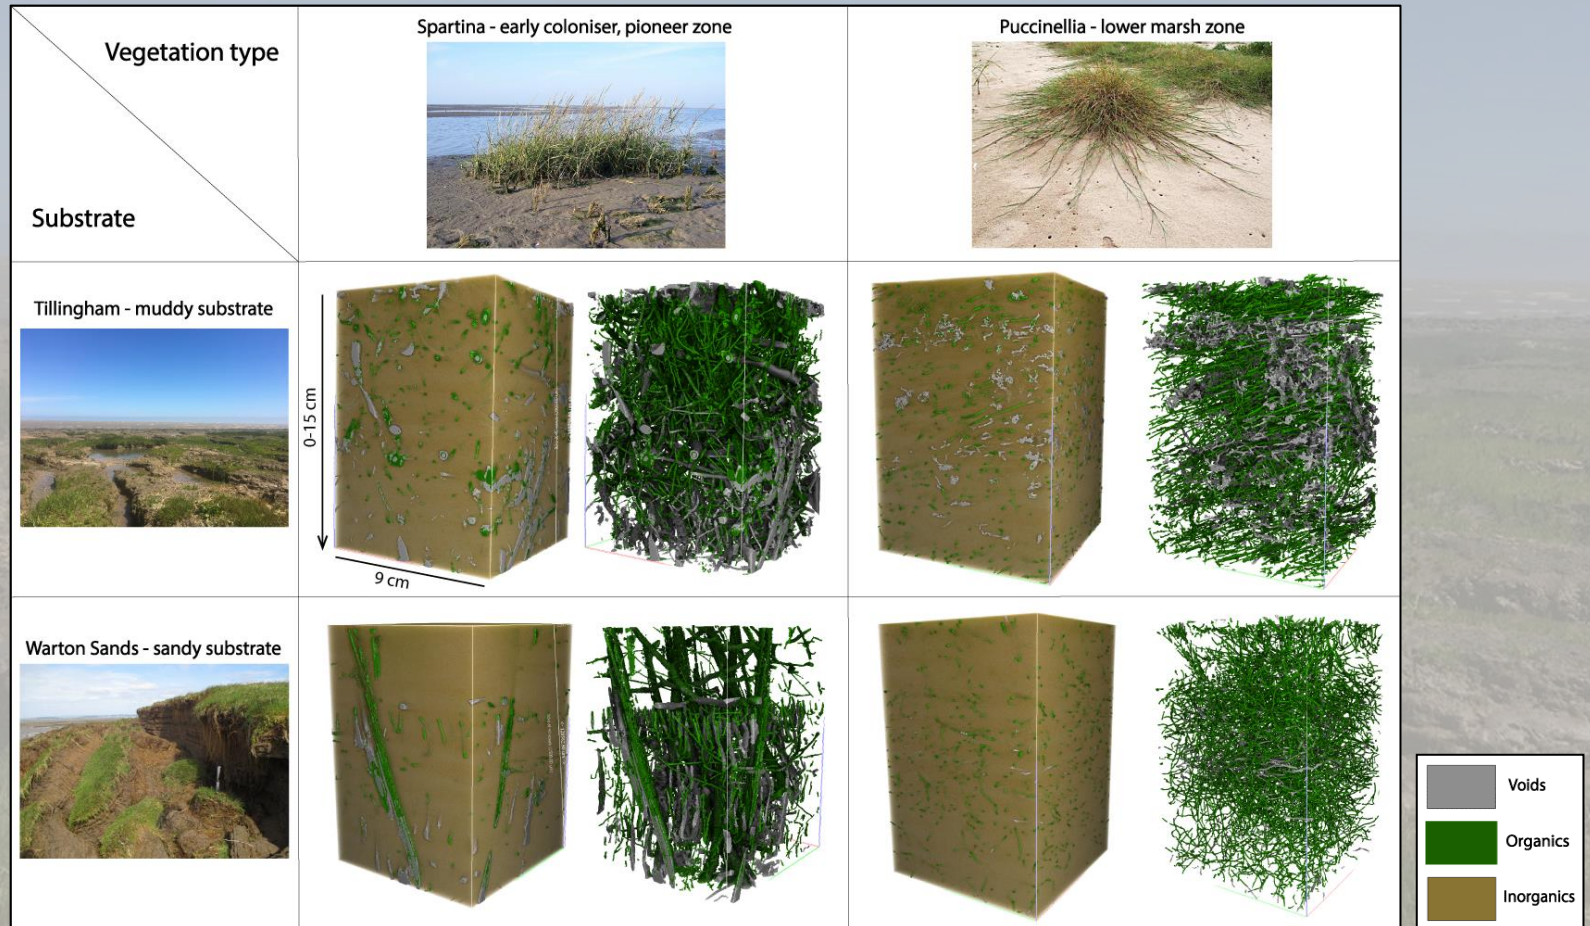 Vegetation type
Substrate
Spartina - early coloniser, pioneer zone
Puccinellia - lower marsh zone
Tillingham - muddy substrate
0-15 cm
9 cm
Warton Sands - sandy substrate
Voids
Organics
Inorganics